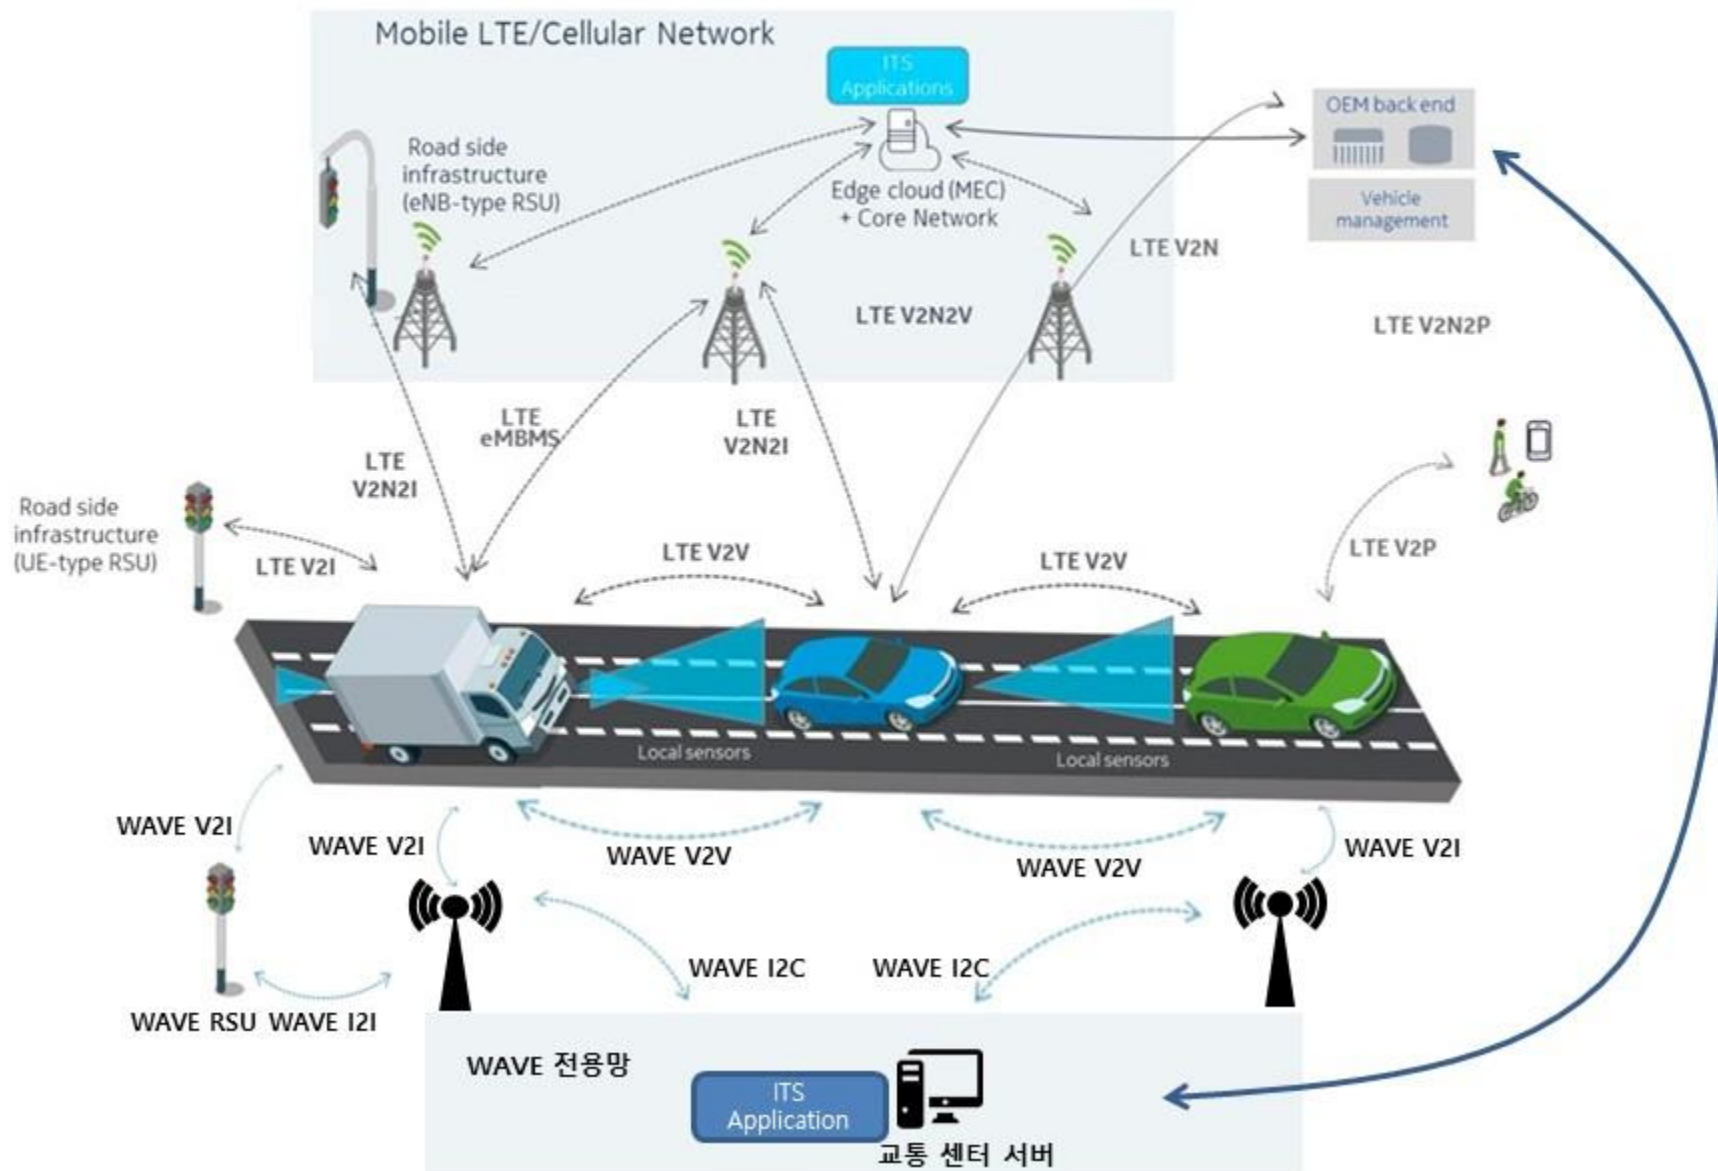 Mobile LTE/Cellular Network
ITS
Applications
OEM back end
Road side
infrastructure
(eNB-type RSU)
Edge cloud (MEC)
+ Core Network
Vehicle
management
LTE V2N
LTE V2N2V
LTE V2N2P
LTE
eMBMS
LTE
V2N2I
LTE
V2N2I
Road side
infrastructure
(UE-type RSU)
LTE V2I
LTE V2V
LTE V2V
LTE V2P
Local sensors
Local sensors
WAVE V2I
WAVE V2I
WAVE V2V
WAVE V2V
WAVE V2I
WAVE I2C
WAVE I2C
WAVE RSU
WAVE I2I
WAVE 전용망
ITS
Application
교통 센터 서버